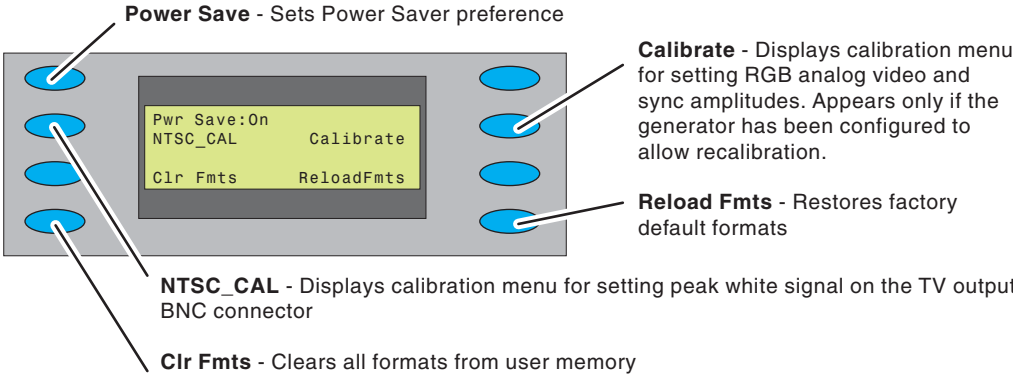 Power Save - Sets Power Saver preference
Pwr Save:On
NTSC_CAL Calibrate
Clr Fmts ReloadFmts
Calibrate - Displays calibration menu
for setting RGB analog video and
sync amplitudes. Appears only if the
generator has been configured to
allow recalibration.
Reload Fmts - Restores factory
default formats
NTSC_CAL - Displays calibration menu for setting peak white signal on the TV output
BNC connector
Clr Fmts - Clears all formats from user memory